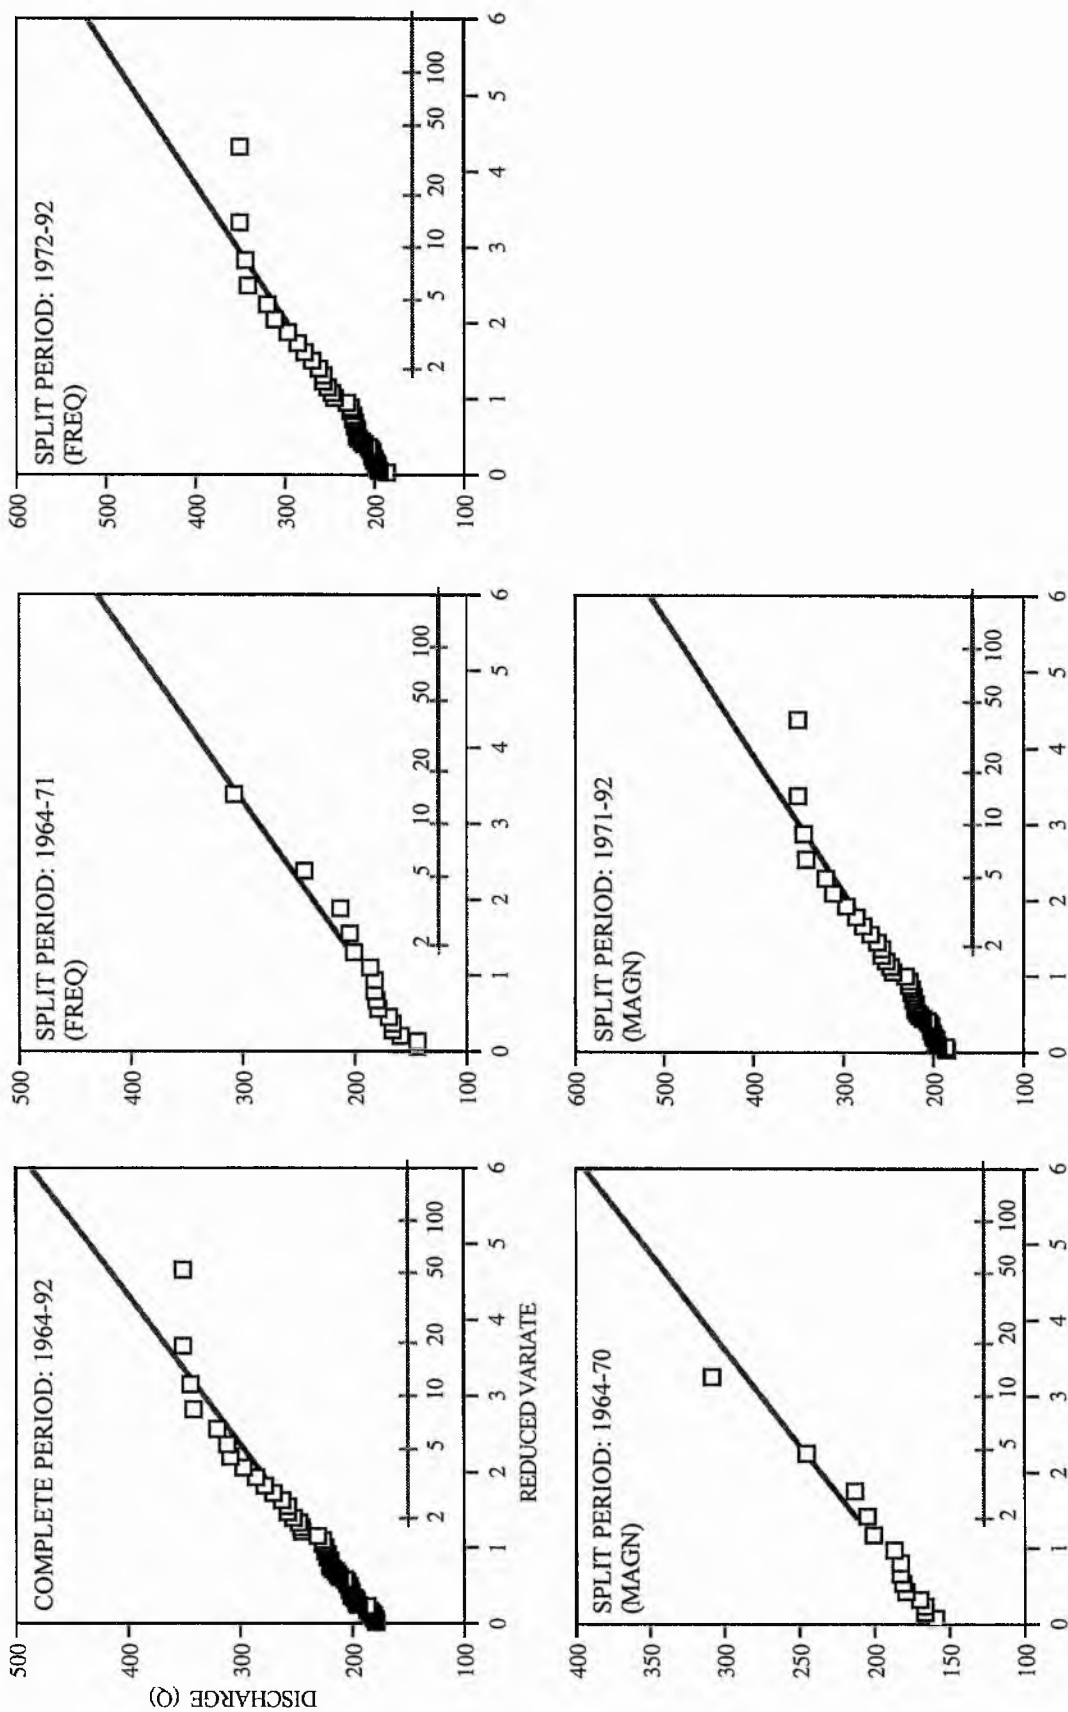 COMPLETE PERIOD: 1964-92
500
400
300
200
100
DISCHARGE (Q)
2 5 10 20 50 100
0 1 2 3 4 5 6
REDUCED VARIATE
SPLIT PERIOD: 1964-71
(FREQ)
500
400
300
200
100
2 5 10 20 50 100
0 1 2 3 4 5 6
SPLIT PERIOD: 1972-92
(FREQ)
600
500
400
300
200
100
2 5 10 20 50 100
0 1 2 3 4 5 6
SPLIT PERIOD: 1964-70
(MAGN)
400
350
300
250
200
150
100
2 5 10 20 50 100
0 1 2 3 4 5 6
SPLIT PERIOD: 1971-92
(MAGN)
600
500
400
300
200
100
2 5 10 20 50 100
0 1 2 3 4 5 6